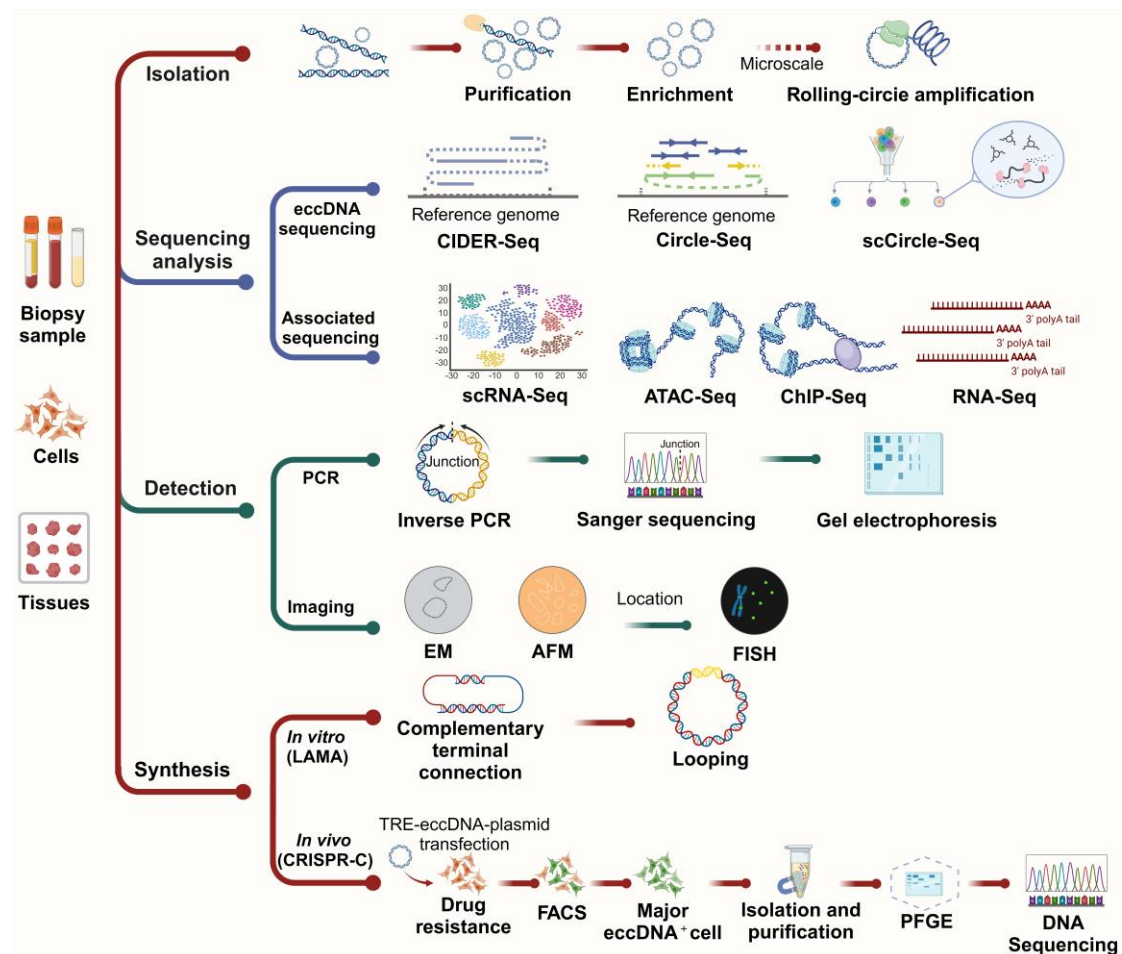 Isolation
Purification
Enrichment
Microscale
Rolling-circie amplification
Biopsy
sample
Cells
Tissues
Sequencing
analysis
eccDNA
sequencing
Reference genome
CIDER-Seq
Reference genome
Circle-Seq
scCircle-Seq
Associated
sequencing
30
20
10
0
-10
-20
-30
-30
-20
-10
0
10
20
30
scRNA-Seq
ATAC-Seq
ChIP-Seq
AAAA
3' polyA tail
AAAA
3' polyA tail
AAAA
3' polyA tail
RNA-Seq
Detection
PCR
Junction
Inverse PCR
Junction
Sanger sequencing
Gel electrophoresis
Imaging
EM
AFM
Location
FISH
Synthesis
In vitro
(LAMA)
Complementary
terminal
connection
Looping
In vivo
(CRISPR-C)
TRE-eccDNA-plasmid
transfection
Drug
resistance
FACS
Major
eccDNA+ cell
Isolation and
purification
PFGE
DNA
Sequencing